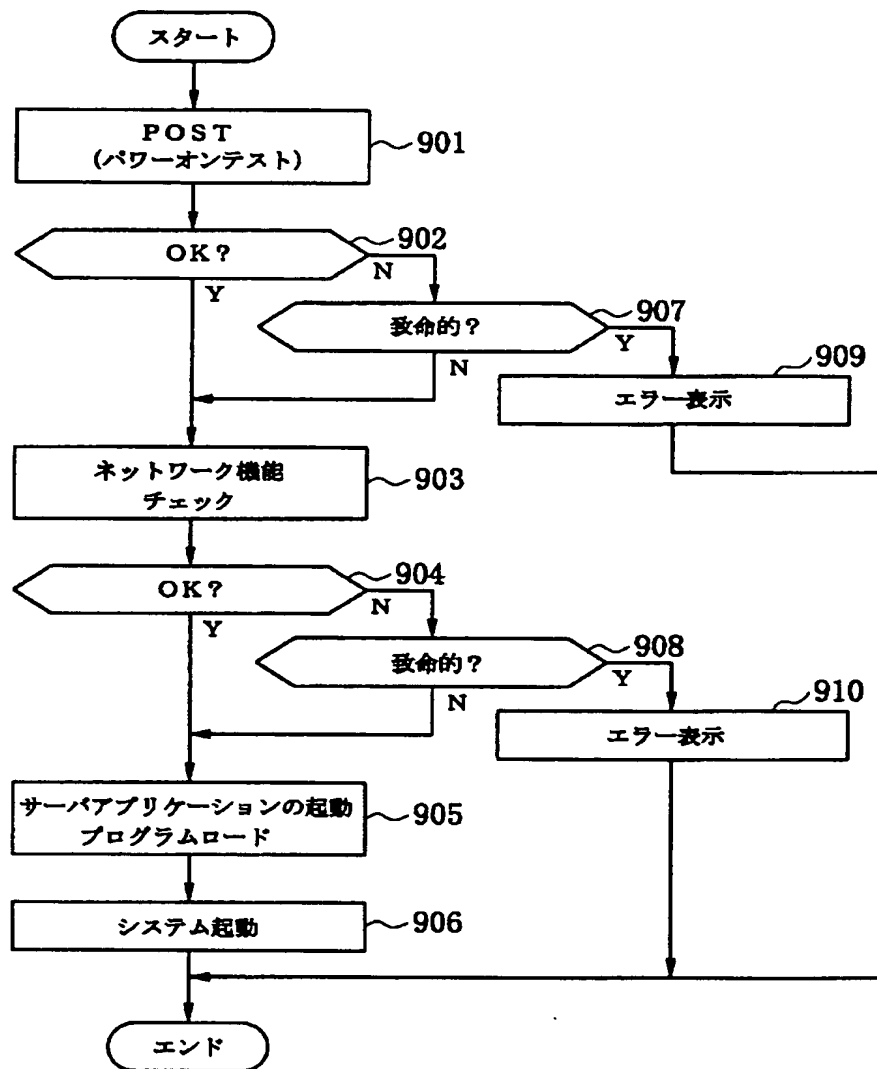 スタート
POST
(パワーオンテスト)
901
OK?
902
N
Y
致命的?
907
Y
N
エラー表示
909
ネットワーク機能
チェック
903
OK?
904
N
Y
致命的?
908
Y
N
エラー表示
910
サーバアプリケーションの起動
プログラムロード
905
システム起動
906
エンド